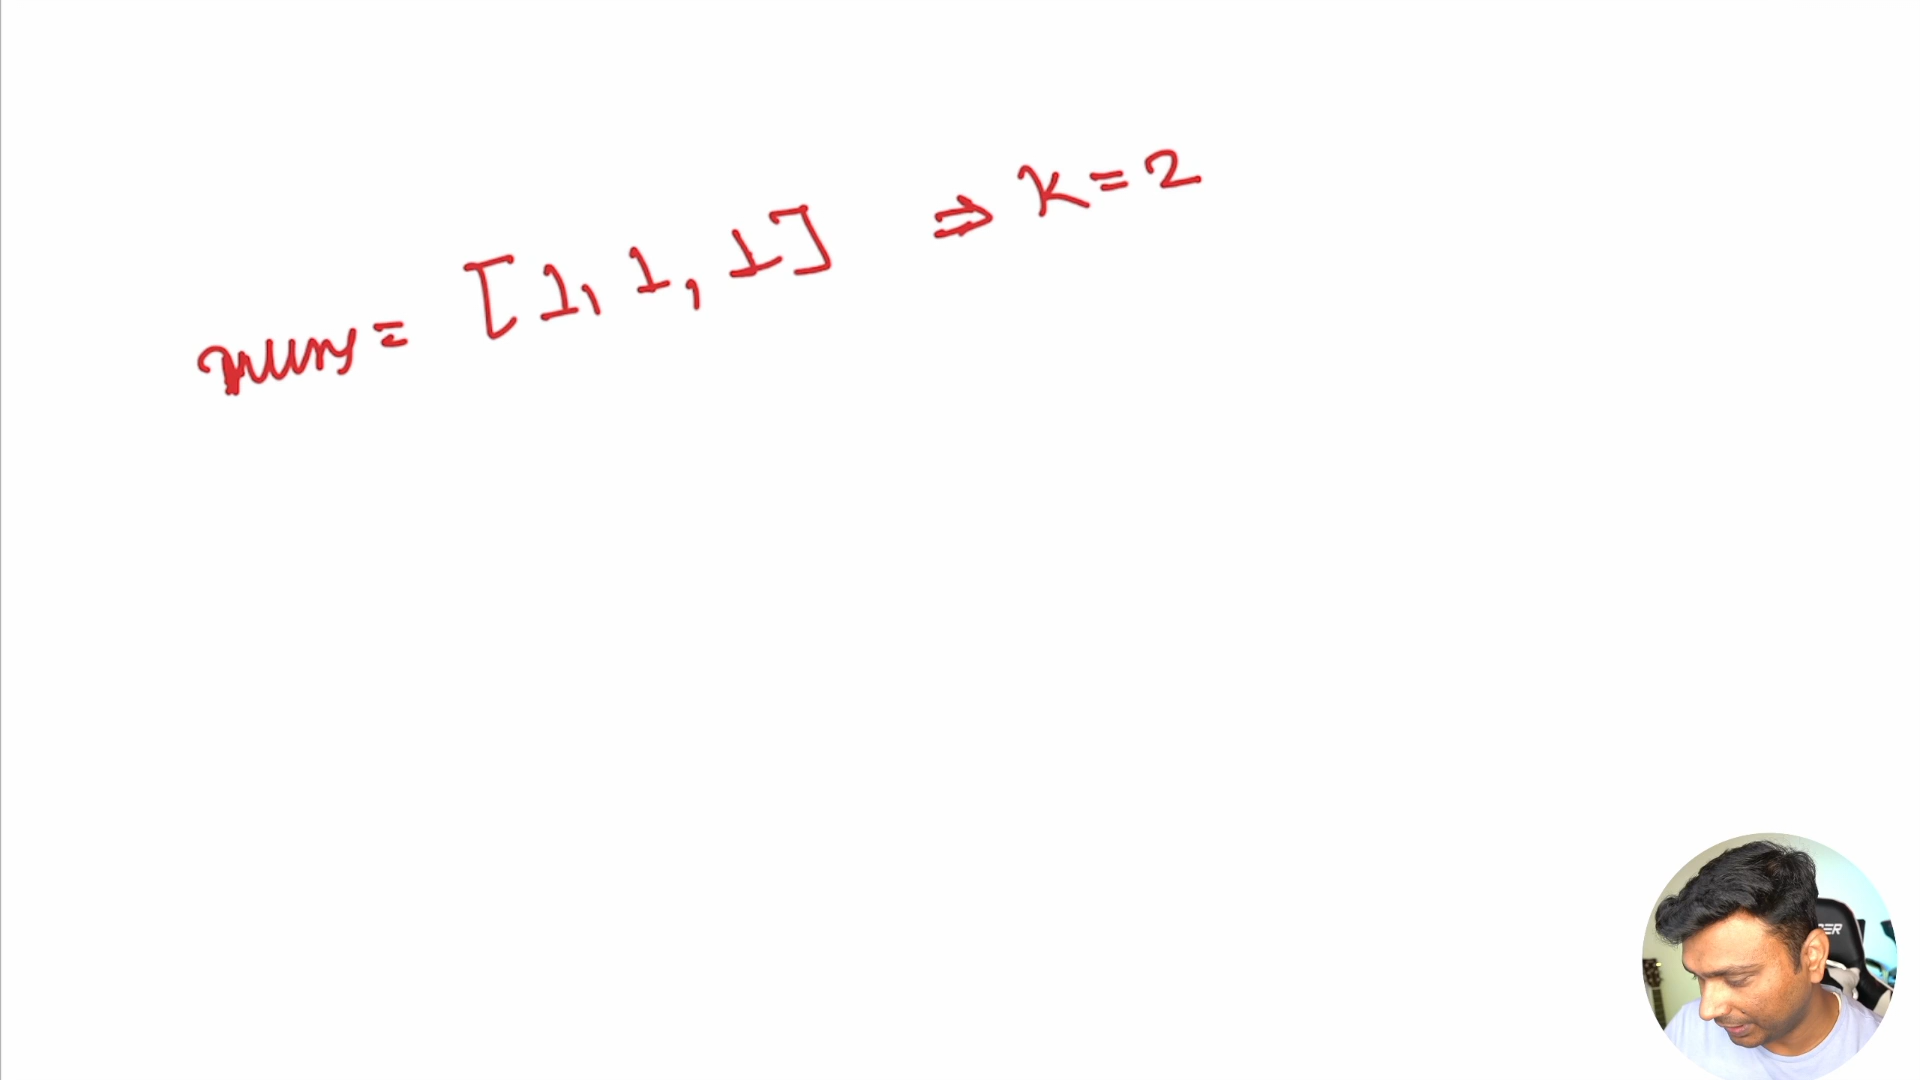 nums = [1, 1, 1] ⇒ K = 2